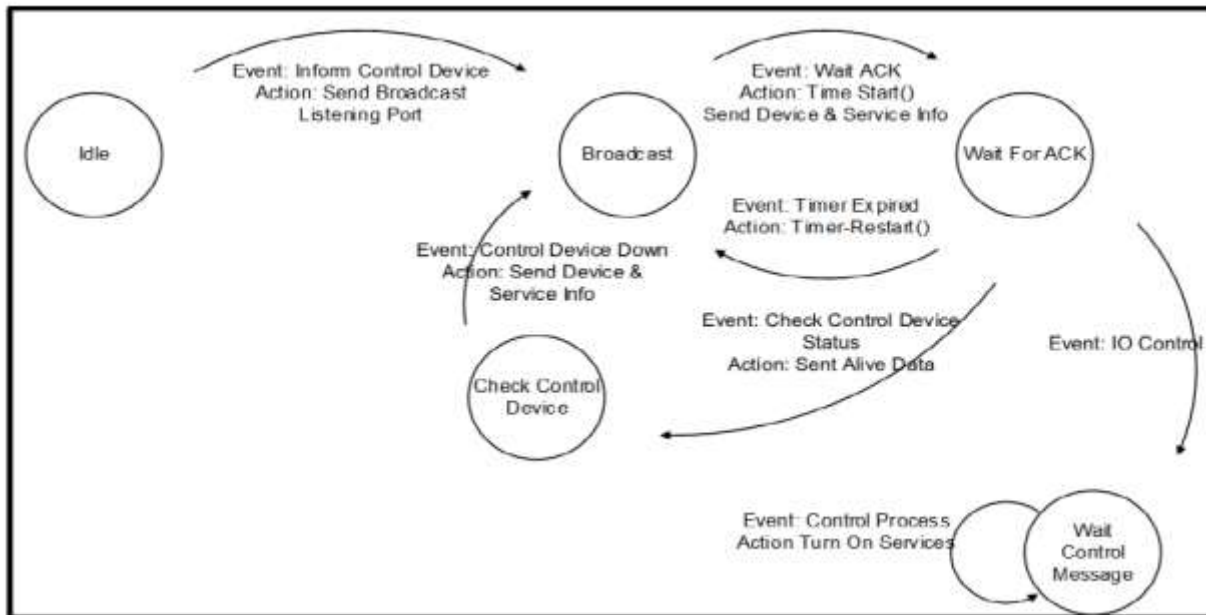 Event: Inform Control Device
Action: Send Broadcast
Listening Port
Event: Wait ACK
Action: Time Start()
Send Device & Service Info
Idle
Broadcast
Wait For ACK
Event: Timer Expired
Action: Timer-Restart()
Event: Control Device Down
Action: Send Device &
Service Info
Event: Check Control Device
Status
Action: Sent Alive Data
Event: IO Control
Check Control
Device
Event: Control Process
Action Turn On Services
Wait
Control
Message